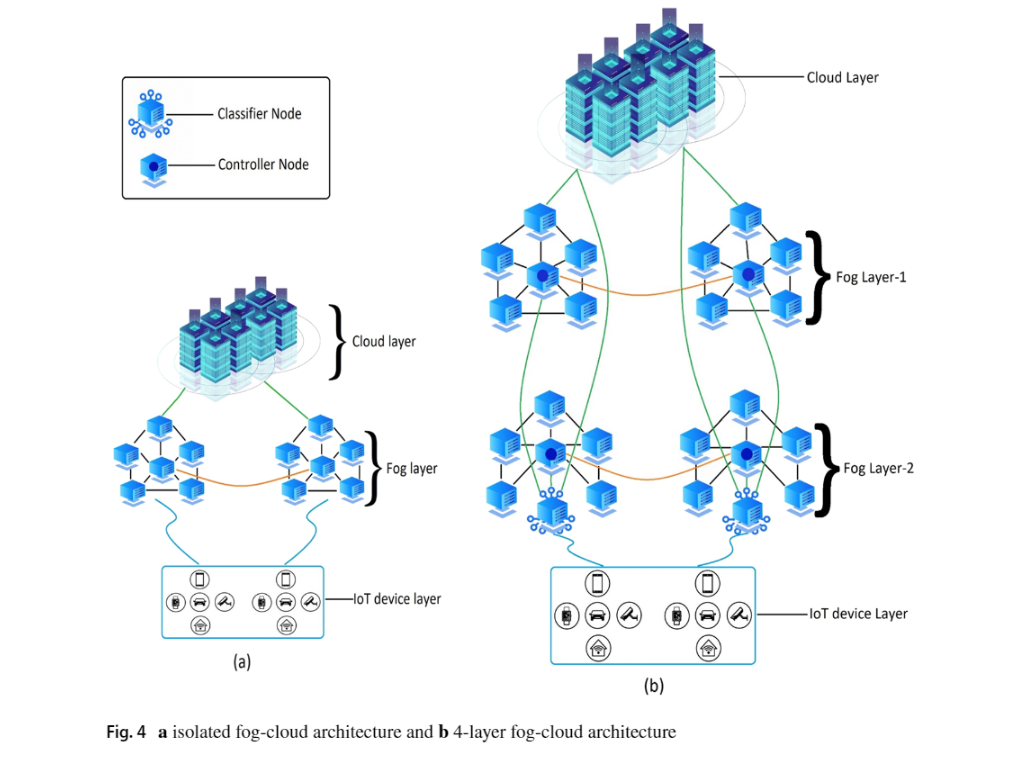 Classifier Node
Controller Node
Cloud layer
Fog layer
IoT device layer
(a)
Cloud Layer
Fog Layer-1
Fog Layer-2
IoT device Layer
(b)
Fig. 4 a isolated fog-cloud architecture and b 4-layer fog-cloud architecture